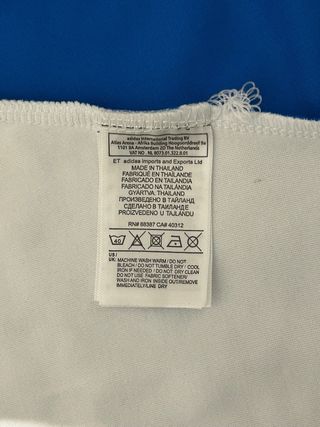 adidas International Trading BV
Atlas Arena - Afrika Building Hoogoorddreef 9a
1101 BA Amsterdam ZO The Netherlands
VAT NO . NL 8073.01.322.B.01
ET adidas Imports and Exports Ltd
MADE IN THAILAND
FABRIQUÉ EN THAÏLANDE
FABRICADO EN TAILANDIA
FABRICADO NA TAILÂNDIA
GYÁRTVA: THAILAND
ПРОИЗВЕДЕНО В ТАЙЛАНД
СДЕЛАНО В ТАИЛАНДЕ
PROIZVEDENO U TAJLANDU
RN# 88387 CA# 40312
40
US /
UK: MACHINE WASH WARM / DO NOT
BLEACH / DO NOT TUMBLE DRY / COOL
IRON IF NEEDED / DO NOT DRY CLEAN
DO NOT USE FABRIC SOFTENER/
WASH AND IRON INSIDE OUT/REMOVE
IMMEDIATELY/LINE DRY